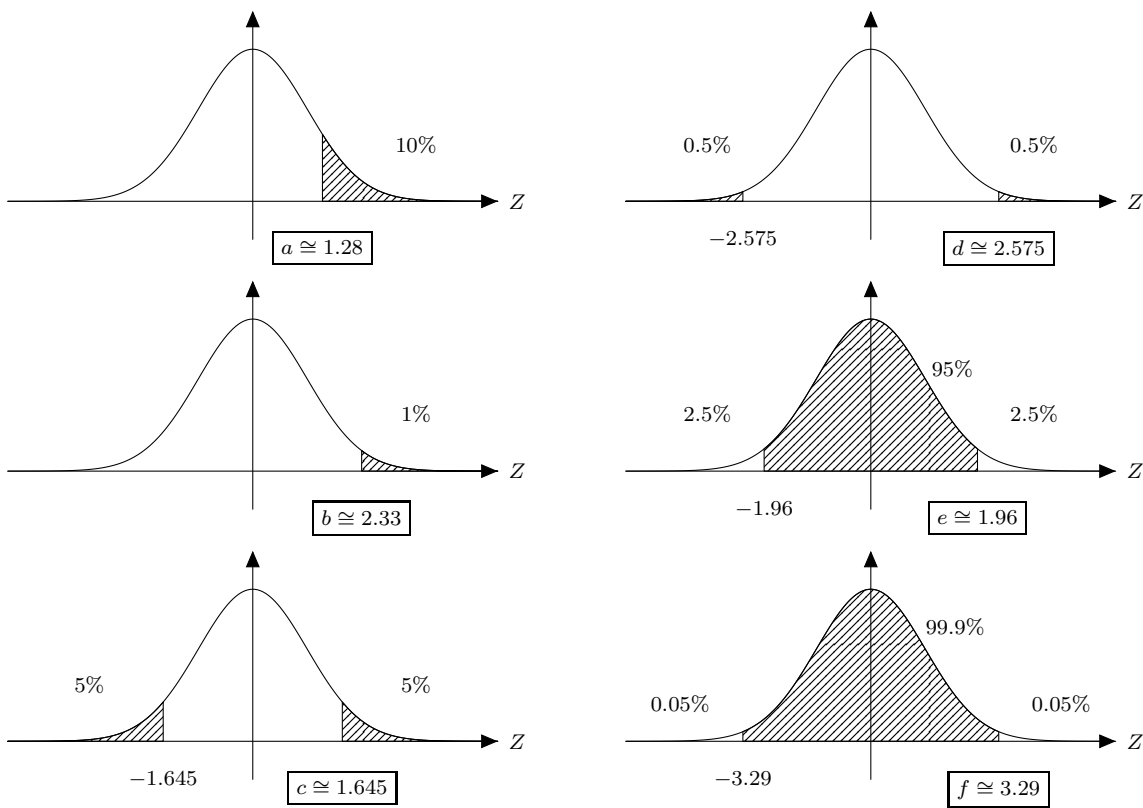 10%
Z
a ≅ 1.28
0.5%
0.5%
Z
−2.575
d ≅ 2.575
1%
Z
b ≅ 2.33
95%
2.5%
2.5%
Z
−1.96
e ≅ 1.96
5%
5%
Z
−1.645
c ≅ 1.645
99.9%
0.05%
0.05%
Z
−3.29
f ≅ 3.29